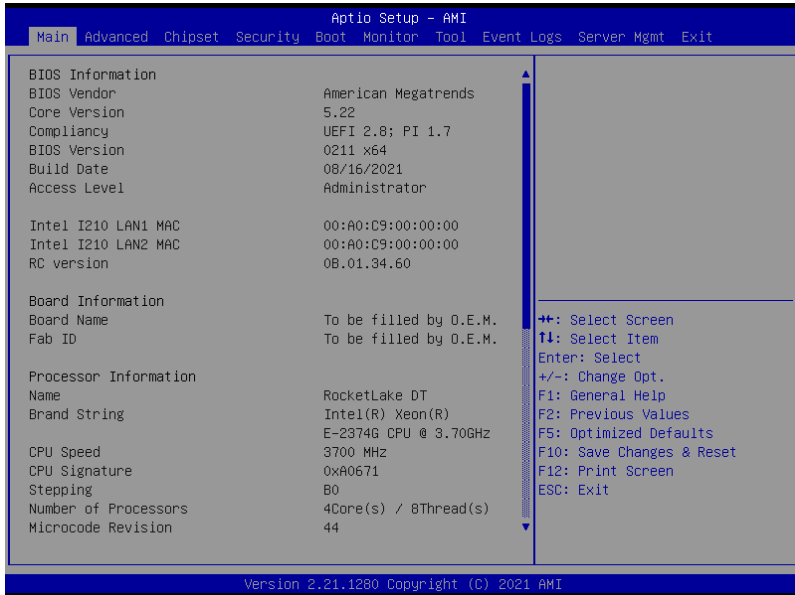 Aptio Setup – AMI
Main Advanced Chipset Security Boot Monitor Tool Event Logs Server Mgmt Exit
BIOS Information
BIOS Vendor American Megatrends
Core Version 5.22
Compliancy UEFI 2.8; PI 1.7
BIOS Version 0211 x64
Build Date 08/16/2021
Access Level Administrator
Intel I210 LAN1 MAC 00:A0:C9:00:00:00
Intel I210 LAN2 MAC 00:A0:C9:00:00:00
RC version 0B.01.34.60
Board Information
Board Name To be filled by O.E.M.
Fab ID To be filled by O.E.M.
Processor Information
Name RocketLake DT
Brand String Intel(R) Xeon(R)
E-2374G CPU @ 3.70GHz
CPU Speed 3700 MHz
CPU Signature 0xA0671
Stepping B0
Number of Processors 4Core(s) / 8Thread(s)
Microcode Revision 44
→←: Select Screen
↑↓: Select Item
Enter: Select
+/-: Change Opt.
F1: General Help
F2: Previous Values
F5: Optimized Defaults
F10: Save Changes & Reset
F12: Print Screen
ESC: Exit
Version 2.21.1280 Copyright (C) 2021 AMI